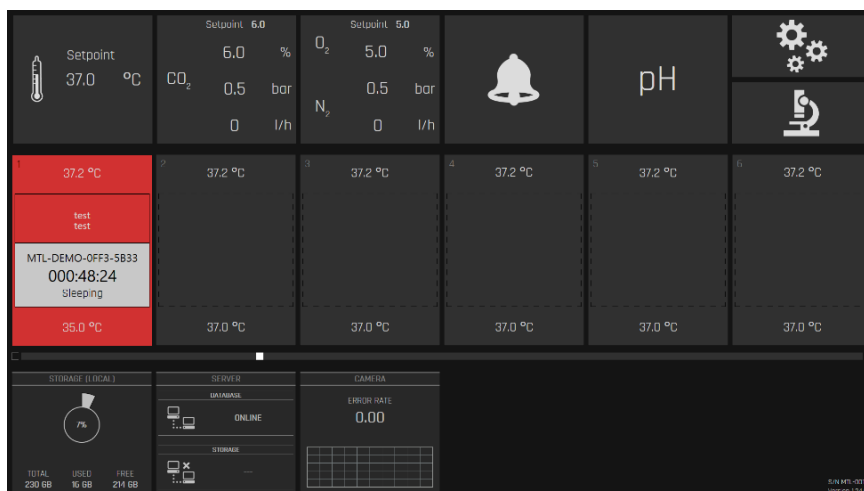 Setpoint
37.0 °C
Setpoint 6.0
CO2
6.0 %
0.5 bar
0 l/h
Setpoint 5.0
O2
5.0 %
N2
0.5 bar
0 l/h
pH
1
37.2 °C
test
test
MTL-DEMO-0FF3-5B33
000:48:24
Sleeping
35.0 °C
2
37.2 °C
37.0 °C
3
37.2 °C
37.0 °C
4
37.2 °C
37.0 °C
5
37.2 °C
37.0 °C
6
37.2 °C
37.0 °C
STORAGE (LOCAL)
7%
TOTAL USED FREE
230 GB 16 GB 214 GB
SERVER
DATABASE
ONLINE
STORAGE
---
CAMERA
ERROR RATE
0.00
S/N MTL-00